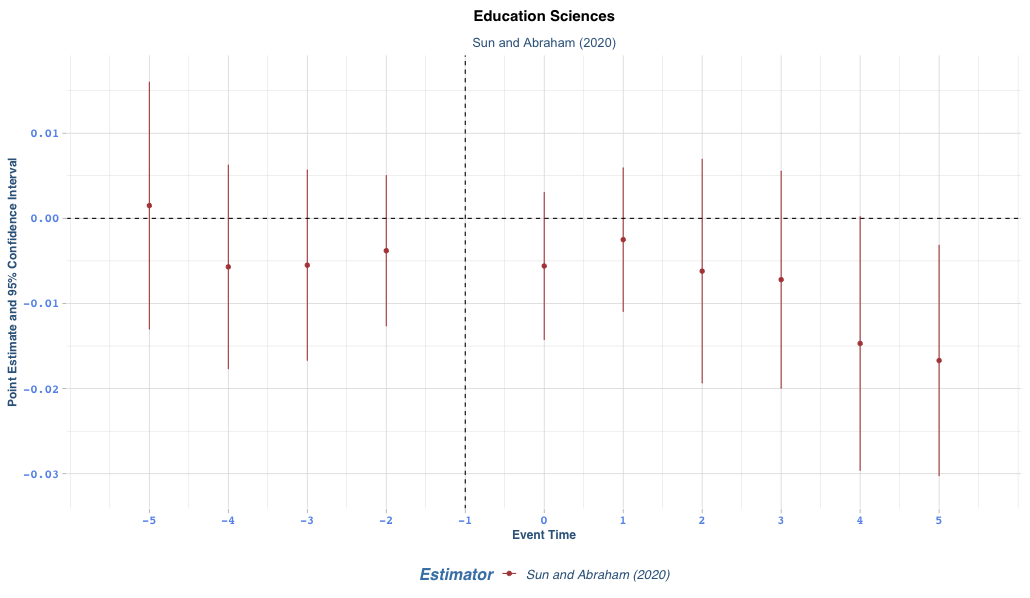 Education Sciences
Sun and Abraham (2020)
Point Estimate and 95% Confidence Interval
0.01
0.00
−0.01
−0.02
−0.03
−5 −4 −3 −2 −1 0 1 2 3 4 5
Event Time
Estimator Sun and Abraham (2020)